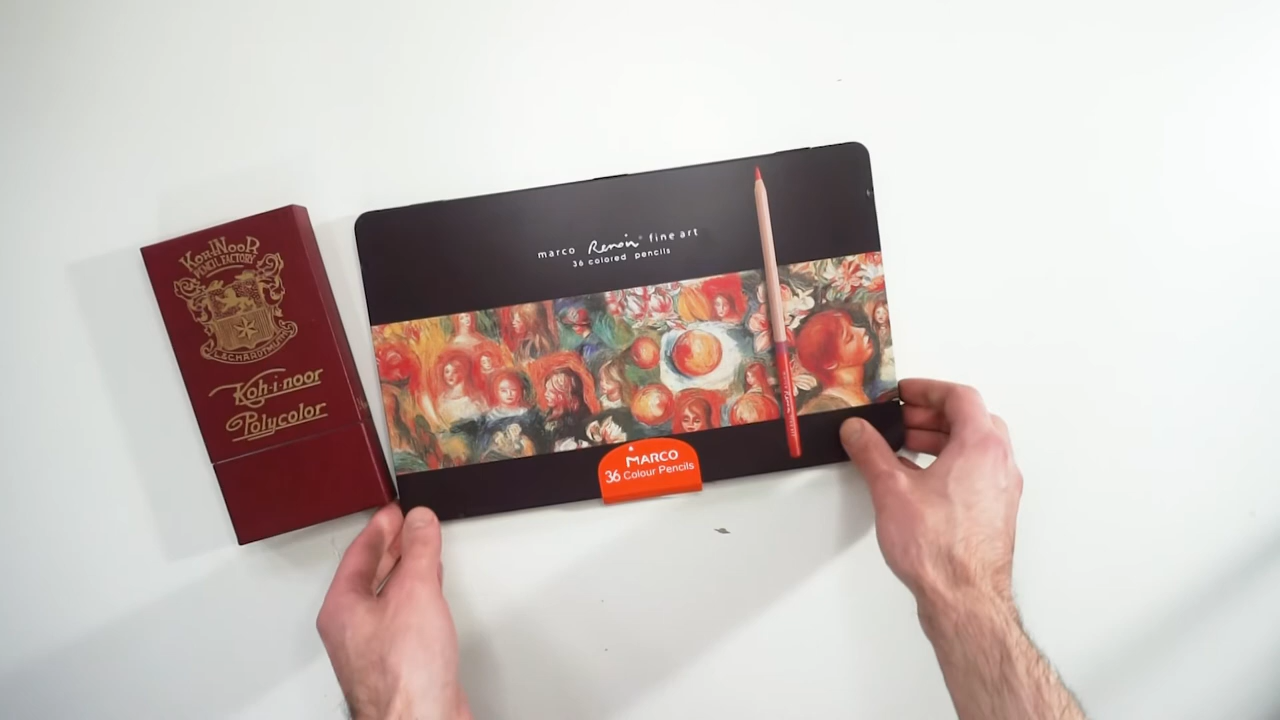 KOH-I-NOOR
PENCIL FACTORY
L.&C. HARDTMUTH
Koh-i-noor
Polycolor
marco Renoir® fine art
36 colored pencils
MARCO
36 Colour Pencils